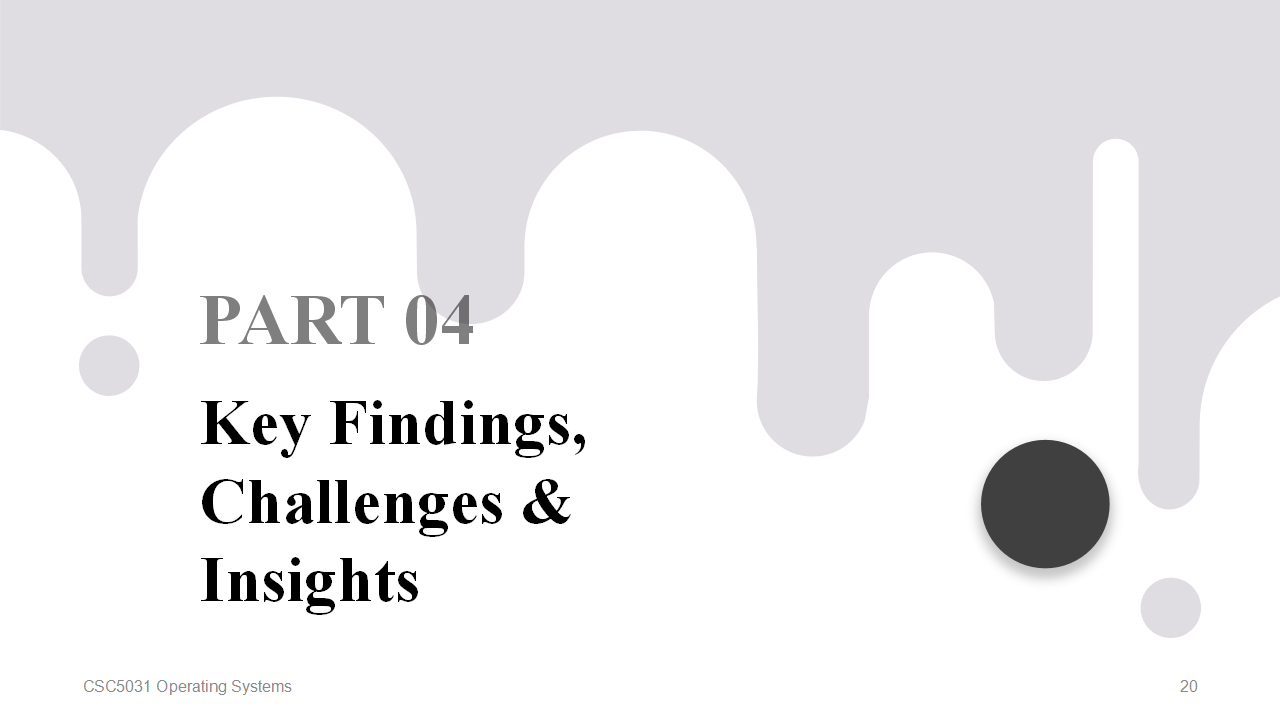 PART 04
Key Findings,
Challenges &
Insights
CSC5031 Operating Systems
20